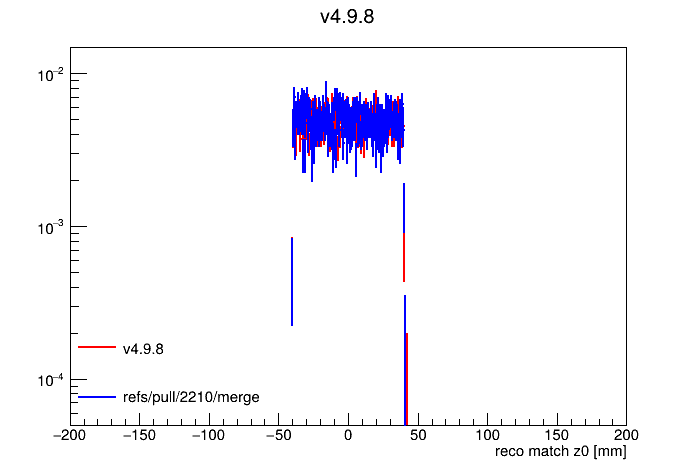 v4.9.8
10⁻²
10⁻³
10⁻⁴
v4.9.8
refs/pull/2210/merge
−200 −150 −100 −50 0 50 100 150 200
reco match z0 [mm]